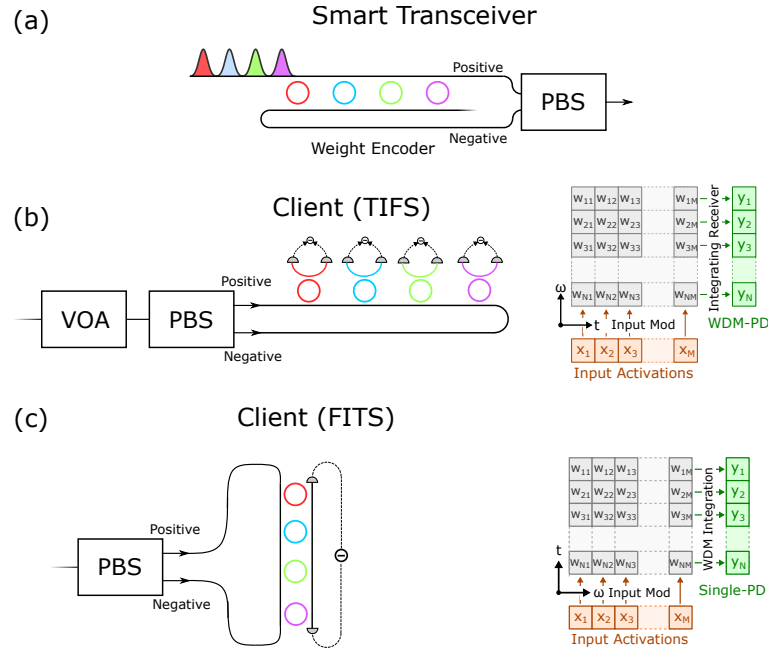 (a)
Smart Transceiver
Positive
PBS
Negative
Weight Encoder
(b)
Client (TIFS)
Positive
VOA
PBS
Negative
w11 w12 w13 w1M
w21 w22 w23 w2M
w31 w32 w33 w3M
wN1 wN2 wN3 wNM
Integrating Receiver
y1
y2
y3
yN
ω
t
Input Mod
WDM-PD
x1 x2 x3 xM
Input Activations
(c)
Client (FITS)
Positive
PBS
Negative
w11 w12 w13 w1M
w21 w22 w23 w2M
w31 w32 w33 w3M
wN1 wN2 wN3 wNM
WDM Integration
y1
y2
y3
yN
t
ω Input Mod
Single-PD
x1 x2 x3 xM
Input Activations